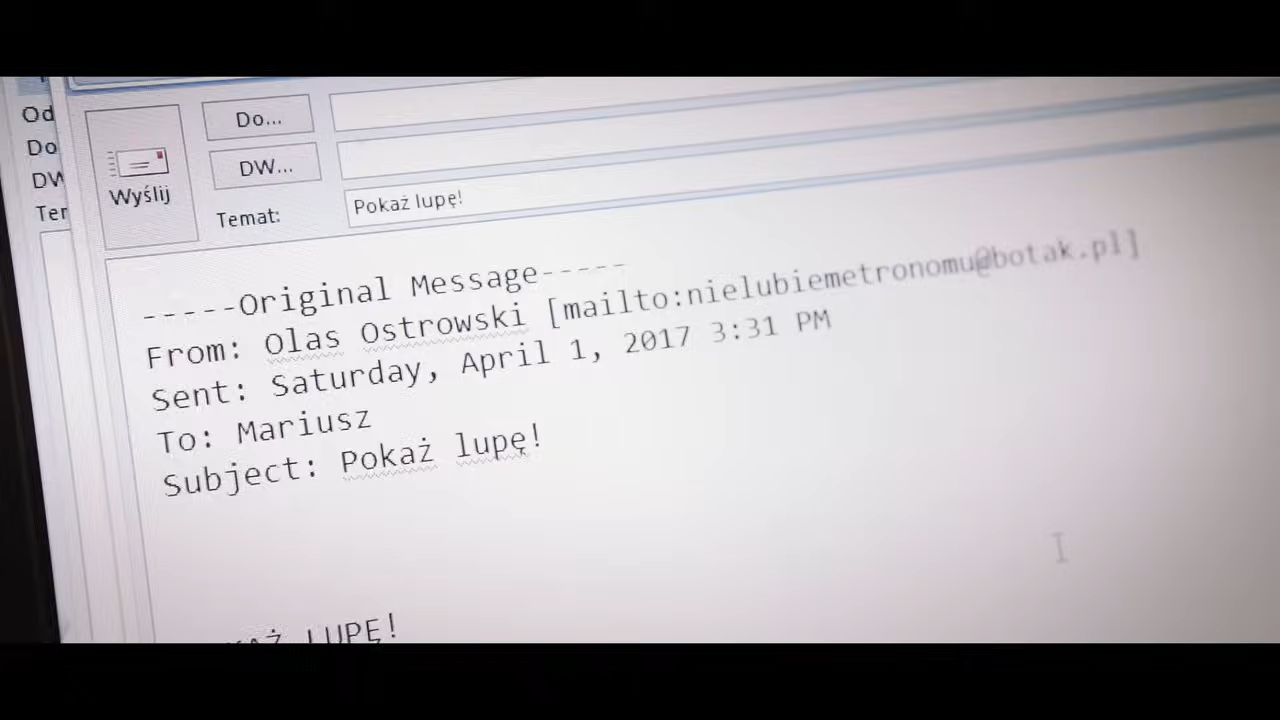 Od
Do
DW
Do...
DW...
Wyślij
Temat:
Pokaż lupę!
-----Original Message-----
From: Olas Ostrowski [mailto:nielubiemetronomu@botak.pl]
Sent: Saturday, April 1, 2017 3:31 PM
To: Mariusz
Subject: Pokaż lupę!
LUPĘ!